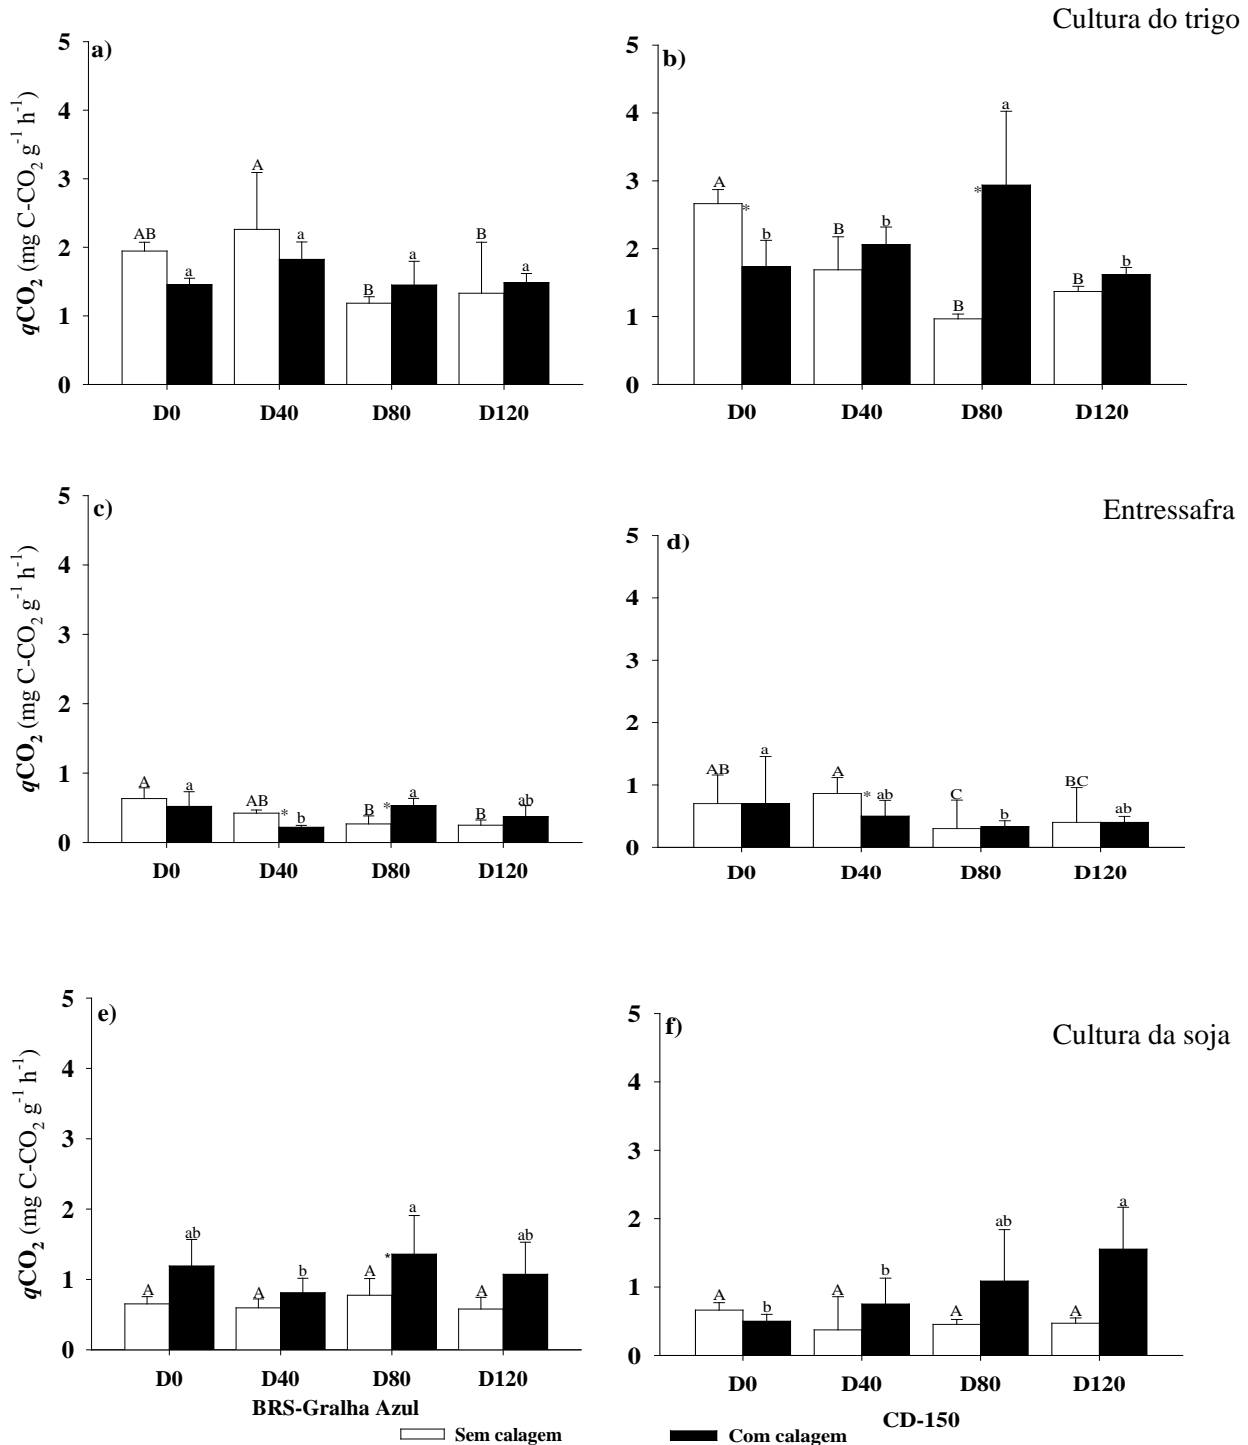 Cultura do trigo
a)
qCO2 (mg C-CO2 g-1 h-1)
5
4
3
2
1
0
AB
a
A
a
B
a
B
a
D0 D40 D80 D120
b)
5
4
3
2
1
0
A
*
b
B
b
B
*
a
B
b
D0 D40 D80 D120
Entressafra
c)
qCO2 (mg C-CO2 g-1 h-1)
5
4
3
2
1
0
A
a
AB
*
b
B
*
a
B
ab
D0 D40 D80 D120
d)
5
4
3
2
1
0
AB
a
A
*
ab
C
b
BC
ab
D0 D40 D80 D120
Cultura da soja
e)
qCO2 (mg C-CO2 g-1 h-1)
5
4
3
2
1
0
A
ab
A
b
A
*
a
A
ab
D0 D40 D80 D120
BRS-Gralha Azul
f)
5
4
3
2
1
0
A
b
A
b
A
ab
A
a
D0 D40 D80 D120
CD-150
Sem calagem
Com calagem